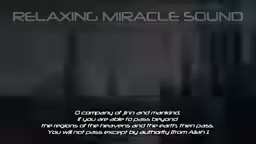 RELAXING MIRACLE SOUND
O company of jinn and mankind,
if you are able to pass beyond
the regions of the heavens and the earth, then pass.
You will not pass except by authority [from Allah ].